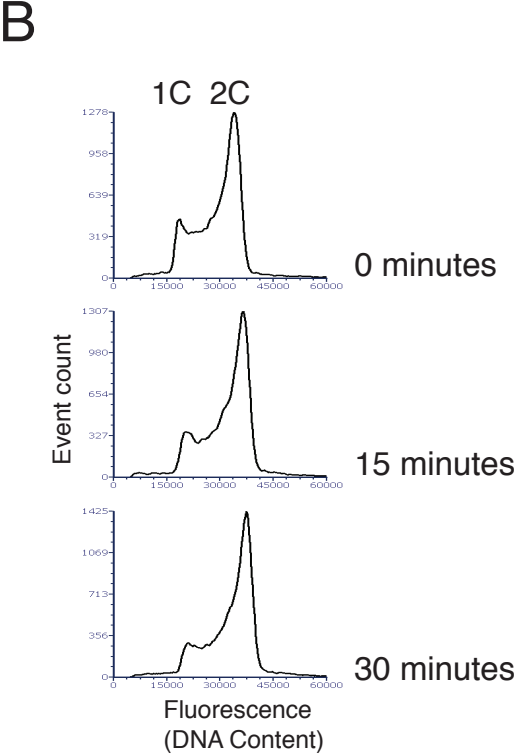 B
1C 2C
1278
958
639
319
0
0 15000 30000 45000 60000
0 minutes
Event count
1307
980
654
327
0
0 15000 30000 45000 60000
15 minutes
1425
1069
713
356
0
0 15000 30000 45000 60000
30 minutes
Fluorescence
(DNA Content)